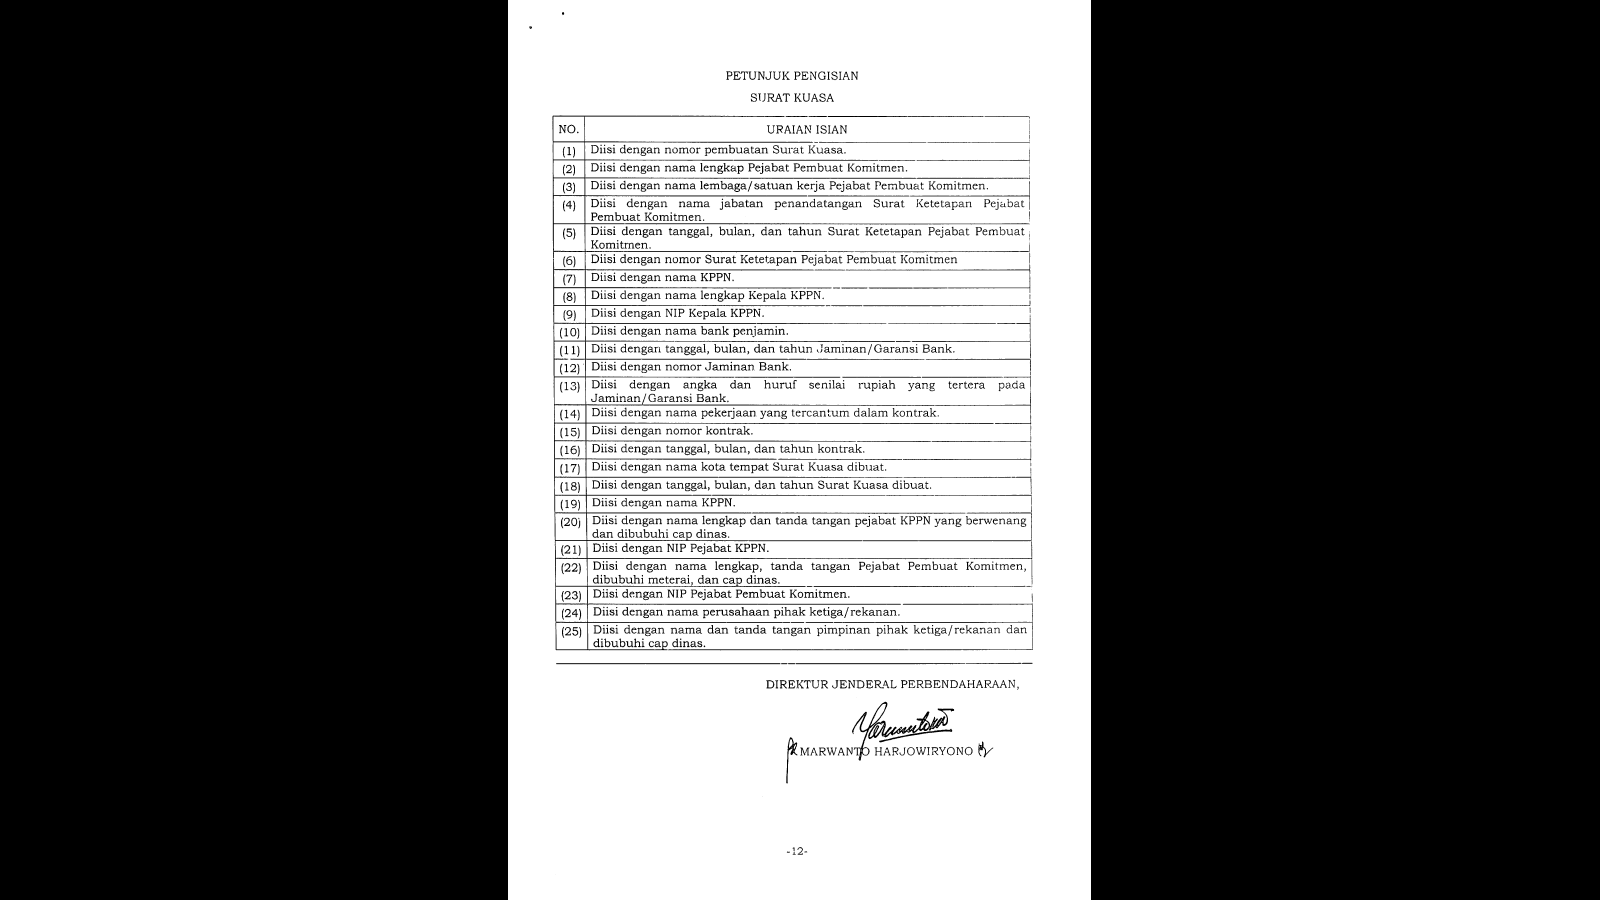 PETUNJUK PENGISIAN
SURAT KUASA
NO. URAIAN ISIAN
(1) Diisi dengan nomor pembuatan Surat Kuasa.
(2) Diisi dengan nama lengkap Pejabat Pembuat Komitmen.
(3) Diisi dengan nama lembaga/satuan kerja Pejabat Pembuat Komitmen.
(4) Diisi dengan nama jabatan penandatangan Surat Ketetapan Pejabat
Pembuat Komitmen.
(5) Diisi dengan tanggal, bulan, dan tahun Surat Ketetapan Pejabat Pembuat
Komitmen.
(6) Diisi dengan nomor Surat Ketetapan Pejabat Pembuat Komitmen
(7) Diisi dengan nama KPPN.
(8) Diisi dengan nama lengkap Kepala KPPN.
(9) Diisi dengan NIP Kepala KPPN.
(10) Diisi dengan nama bank penjamin.
(11) Diisi dengan tanggal, bulan, dan tahun Jaminan/Garansi Bank.
(12) Diisi dengan nomor Jaminan Bank.
(13) Diisi dengan angka dan huruf senilai rupiah yang tertera pada
Jaminan/Garansi Bank.
(14) Diisi dengan nama pekerjaan yang tercantum dalam kontrak.
(15) Diisi dengan nomor kontrak.
(16) Diisi dengan tanggal, bulan, dan tahun kontrak.
(17) Diisi dengan nama kota tempat Surat Kuasa dibuat.
(18) Diisi dengan tanggal, bulan, dan tahun Surat Kuasa dibuat.
(19) Diisi dengan nama KPPN.
(20) Diisi dengan nama lengkap dan tanda tangan pejabat KPPN yang berwenang
dan dibubuhi cap dinas.
(21) Diisi dengan NIP Pejabat KPPN.
(22) Diisi dengan nama lengkap, tanda tangan Pejabat Pembuat Komitmen,
dibubuhi meterai, dan cap dinas.
(23) Diisi dengan NIP Pejabat Pembuat Komitmen.
(24) Diisi dengan nama perusahaan pihak ketiga/rekanan.
(25) Diisi dengan nama dan tanda tangan pimpinan pihak ketiga/rekanan dan
dibubuhi cap dinas.
DIREKTUR JENDERAL PERBENDAHARAAN,
MARWANTO HARJOWIRYONO
-12-